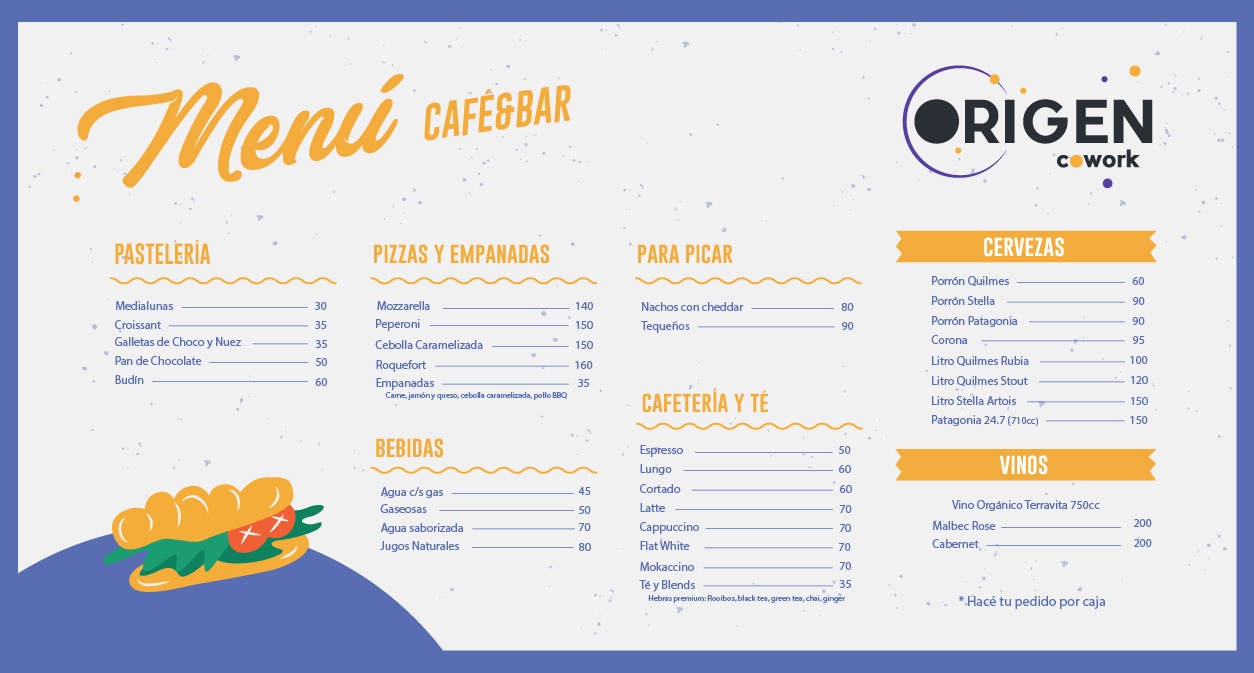 Menú CAFÉ&BAR
ORIGEN
cowork
PASTELERÍA
Medialunas 30
Croissant 35
Galletas de Choco y Nuez 35
Pan de Chocolate 50
Budín 60
PIZZAS Y EMPANADAS
Mozzarella 140
Peperoni 150
Cebolla Caramelizada 150
Roquefort 160
Empanadas 35
Carne, jamón y queso, cebolla caramelizada, pollo BBQ
BEBIDAS
Agua c/s gas 45
Gaseosas 50
Agua saborizada 70
Jugos Naturales 80
PARA PICAR
Nachos con cheddar 80
Tequeños 90
CAFETERÍA Y TÉ
Espresso 50
Lungo 60
Cortado 60
Latte 70
Cappuccino 70
Flat White 70
Mokaccino 70
Té y Blends 35
Hebras premium: Rooibos, black tea, green tea, chai, ginger
CERVEZAS
Porrón Quilmes 60
Porrón Stella 90
Porrón Patagonia 90
Corona 95
Litro Quilmes Rubia 100
Litro Quilmes Stout 120
Litro Stella Artois 150
Patagonia 24.7 (710cc) 150
VINOS
Vino Orgánico Terravita 750cc
Malbec Rose 200
Cabernet 200
* Hacé tu pedido por caja